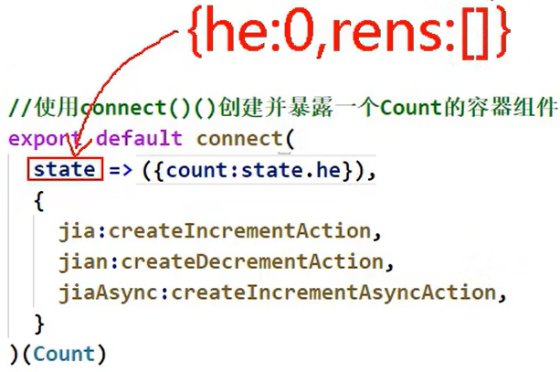 {he:0,rens:[]}
//使用connect()()创建并暴露一个Count的容器组件
export default connect(
state => ({count:state.he}),
{
jia:createIncrementAction,
jian:createDecrementAction,
jiaAsync:createIncrementAsyncAction,
}
)(Count)